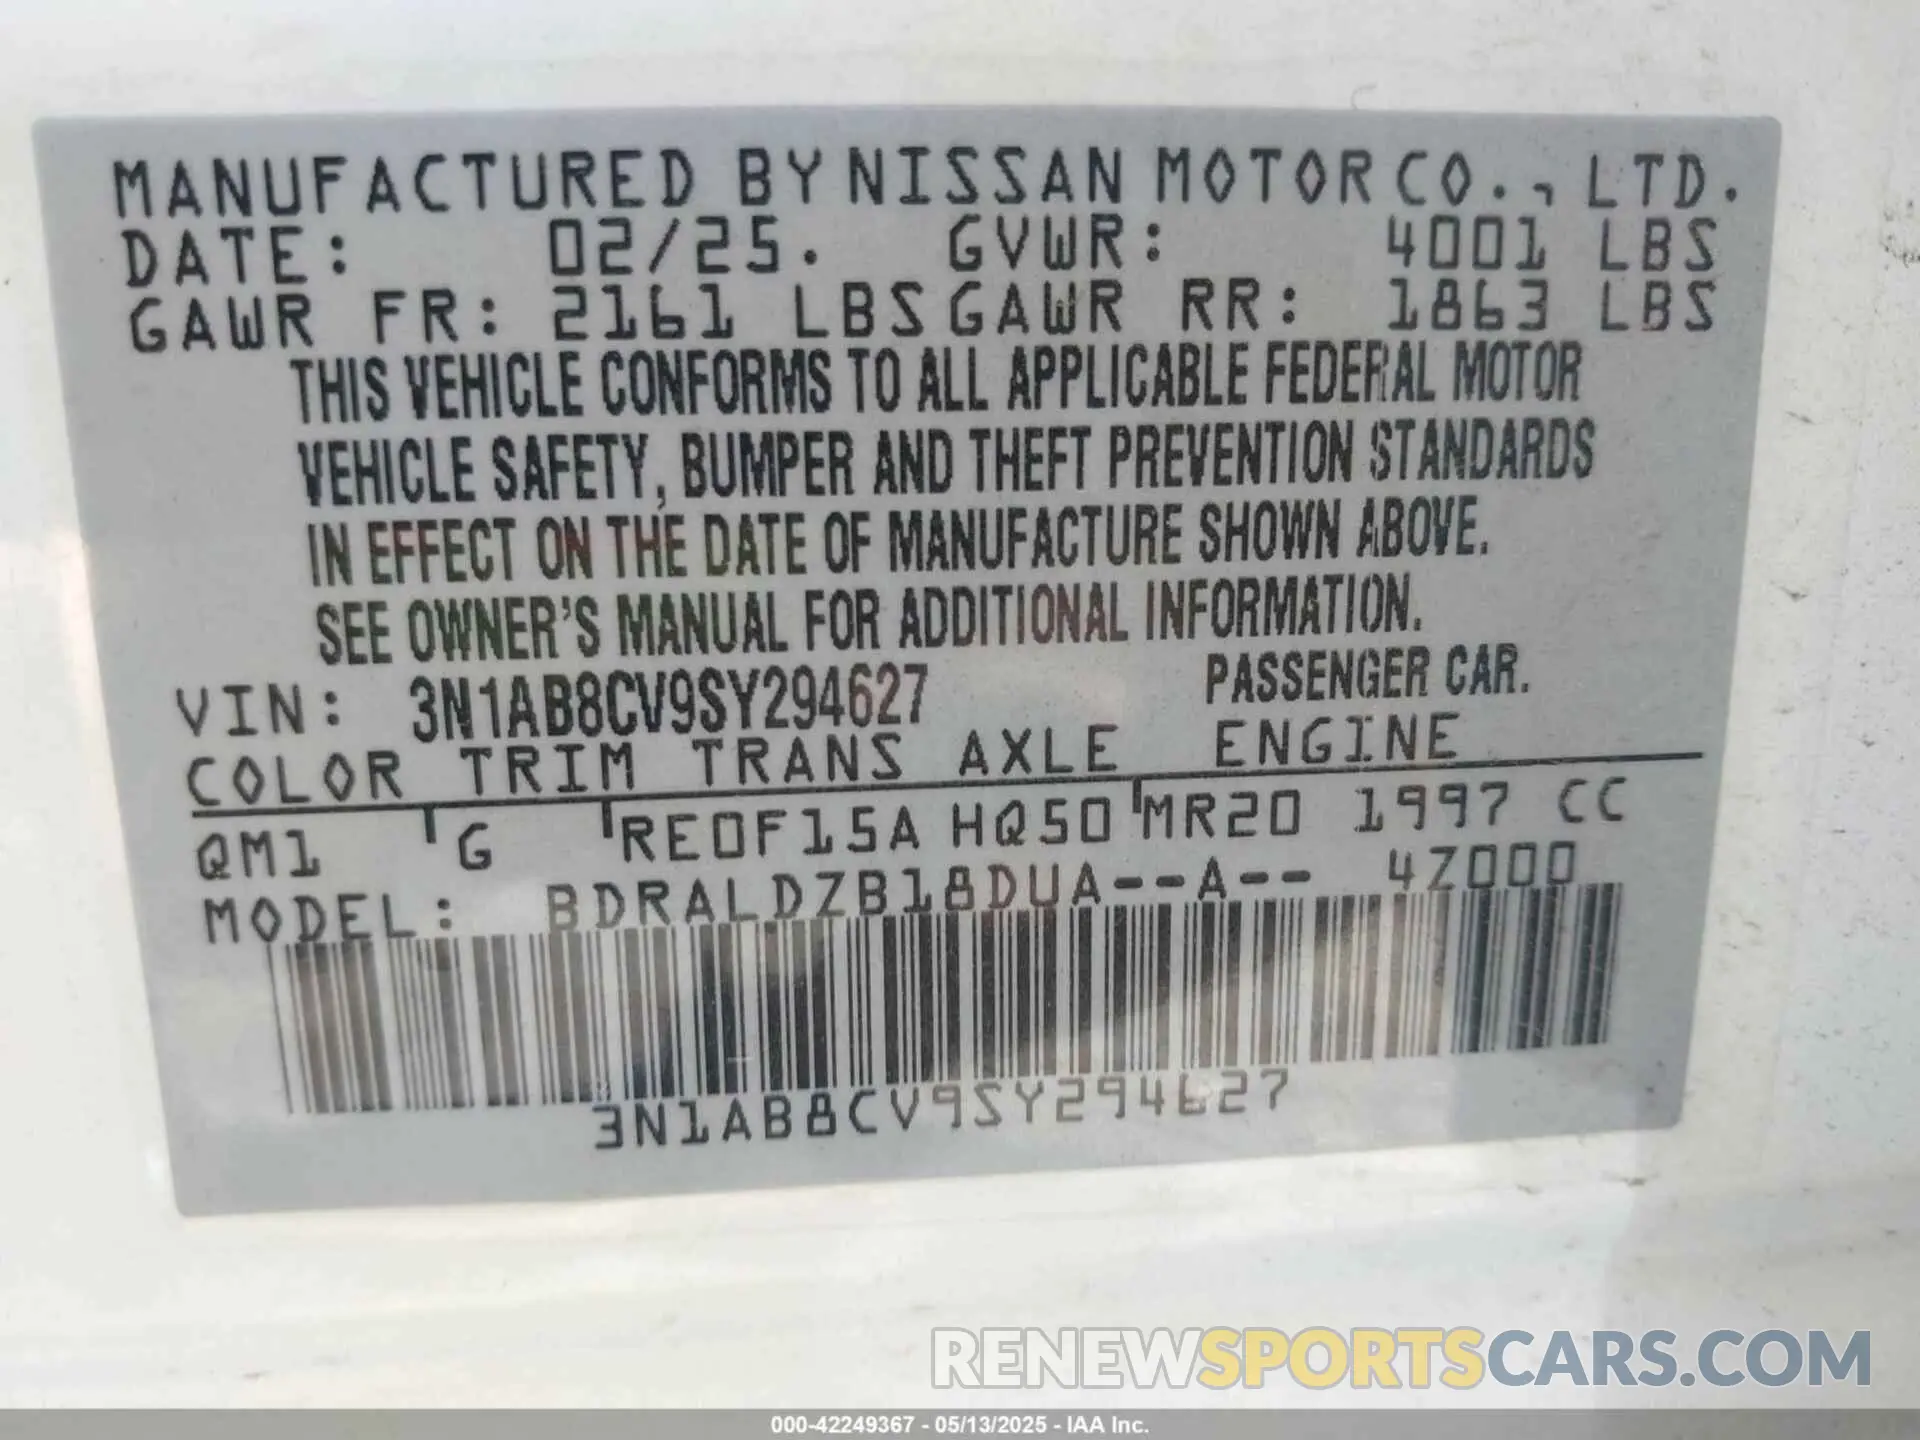 MANUFACTURED BY NISSAN MOTOR CO., LTD.
DATE: 02/25. GVWR: 4001 LBS
GAWR FR: 2161 LBS GAWR RR: 1863 LBS
THIS VEHICLE CONFORMS TO ALL APPLICABLE FEDERAL MOTOR
VEHICLE SAFETY, BUMPER AND THEFT PREVENTION STANDARDS
IN EFFECT ON THE DATE OF MANUFACTURE SHOWN ABOVE.
SEE OWNER'S MANUAL FOR ADDITIONAL INFORMATION.
VIN: 3N1AB8CV9SY294627 PASSENGER CAR.
COLOR TRIM TRANS AXLE ENGINE
QM1 G RE0F15A HQ50 MR20 1997 CC
MODEL: BDRALDZB18DUA--A-- 4Z000
3N1AB8CV9SY294627
RENEWSPORTSCARS.COM
000-42249367 - 05/13/2025 - IAA Inc.